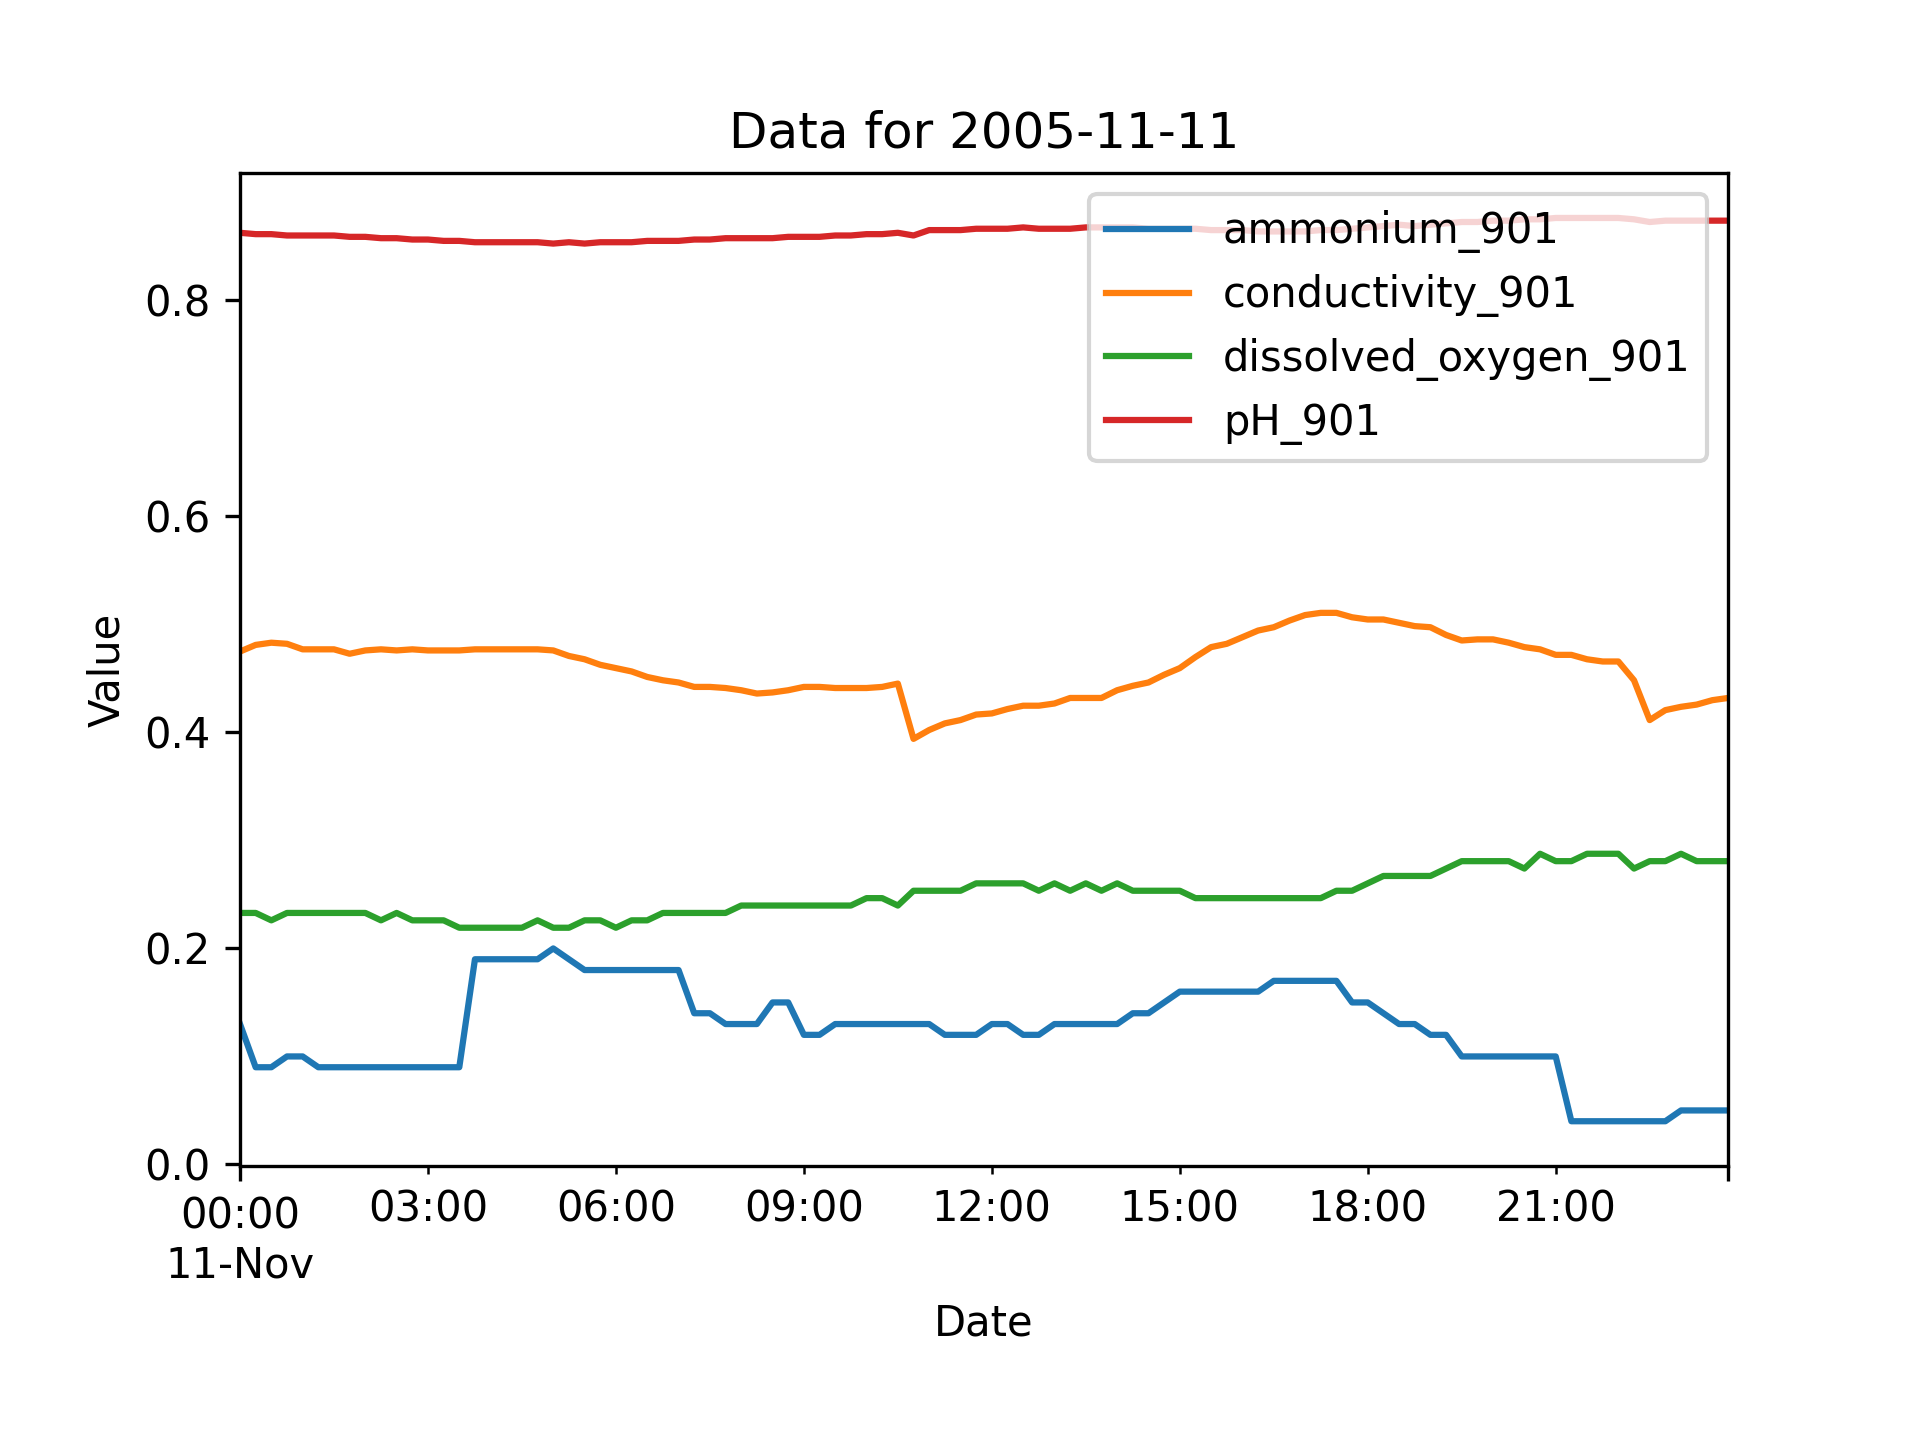 Data for 2005-11-11
ammonium_901
conductivity_901
dissolved_oxygen_901
pH_901
0.8
0.6
0.4
0.2
0.0
Value
00:00 03:00 06:00 09:00 12:00 15:00 18:00 21:00
11-Nov
Date